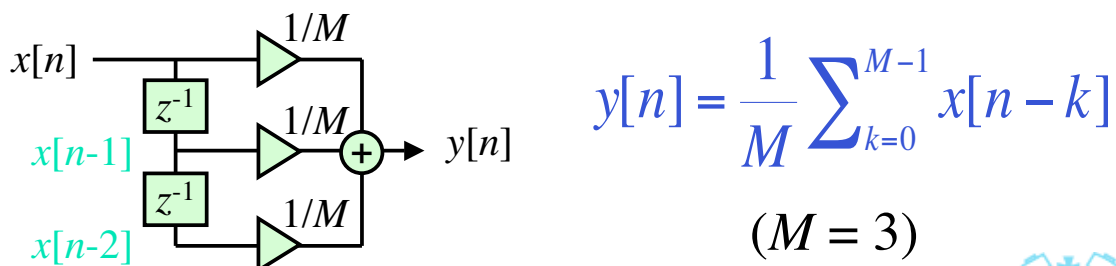 1/M
x[n]
z⁻¹
1/M
x[n-1]
+
y[n]
z⁻¹
1/M
x[n-2]
y[n] = 1/M ∑_{k=0}^{M−1} x[n − k]
(M = 3)